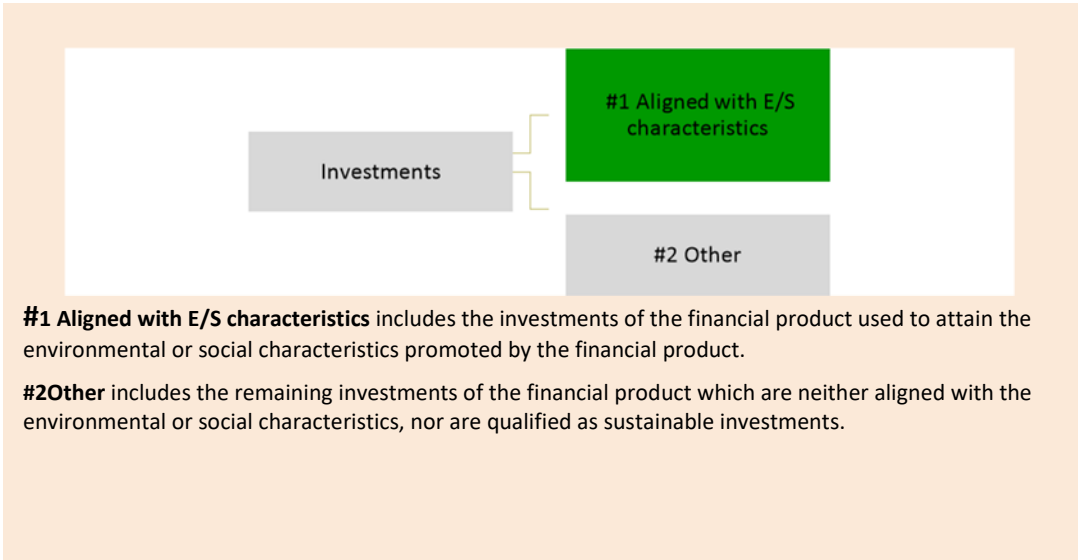 #1 Aligned with E/S
characteristics
Investments
#2 Other
#1 Aligned with E/S characteristics includes the investments of the financial product used to attain the
environmental or social characteristics promoted by the financial product.
#2Other includes the remaining investments of the financial product which are neither aligned with the
environmental or social characteristics, nor are qualified as sustainable investments.